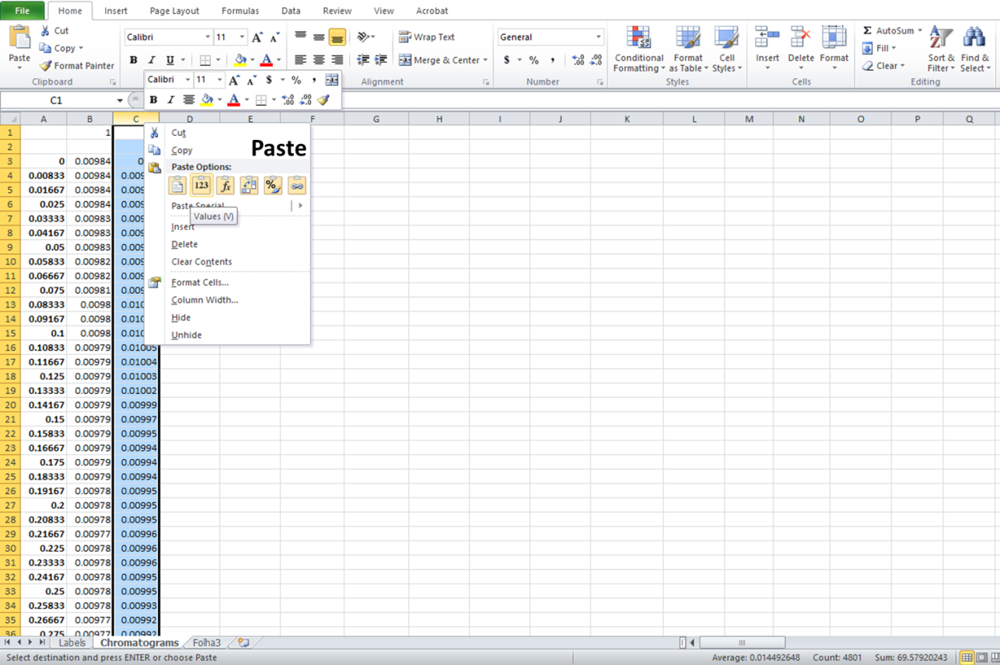 File Home Insert Page Layout Formulas Data Review View Acrobat
Paste Cut Calibri 11 A A Wrap Text General Conditional Formatting Format as Table Cell Styles Insert Delete Format Σ AutoSum Sort & Filter Find & Select
Copy B I U A Merge & Center $ % , Fill
Format Painter Clear
Clipboard Alignment Number Styles Cells Editing
Calibri 11 A A $ % ,
B I A
C1
A B C D E F G H I J K L M N O P Q
1 1
2
3 0 0.00984 0
4 0.00833 0.00984
5 0.01667 0.00984
6 0.025 0.00984
7 0.03333 0.00983
8 0.04167 0.00983
9 0.05 0.00983
10 0.05833 0.00982
11 0.06667 0.00982
12 0.075 0.00981
13 0.08333 0.0098
14 0.09167 0.0098
15 0.1 0.0098
16 0.10833 0.00979 0.01005
17 0.11667 0.00979 0.01004
18 0.125 0.00979 0.01003
19 0.13333 0.00979 0.01002
20 0.14167 0.00979 0.00999
21 0.15 0.00979 0.00997
22 0.15833 0.00979 0.00995
23 0.16667 0.00979 0.00994
24 0.175 0.00979 0.00994
25 0.18333 0.00979 0.00994
26 0.19167 0.00978 0.00995
27 0.2 0.00978 0.00995
28 0.20833 0.00978 0.00995
29 0.21667 0.00977 0.00996
30 0.225 0.00978 0.00996
31 0.23333 0.00978 0.00996
32 0.24167 0.00978 0.00995
33 0.25 0.00978 0.00995
34 0.25833 0.00978 0.00993
35 0.26667 0.00977 0.00992
36 0.275 0.00977 0.00992
Cut
Copy
Paste
Paste Options:
123 fx %
Paste Special
Values (V)
Insert
Delete
Clear Contents
Format Cells...
Column Width...
Hide
Unhide
Labels Chromatograms Folha3
Select destination and press ENTER or choose Paste Average: 0.014492648 Count: 4801 Sum: 69.57920243